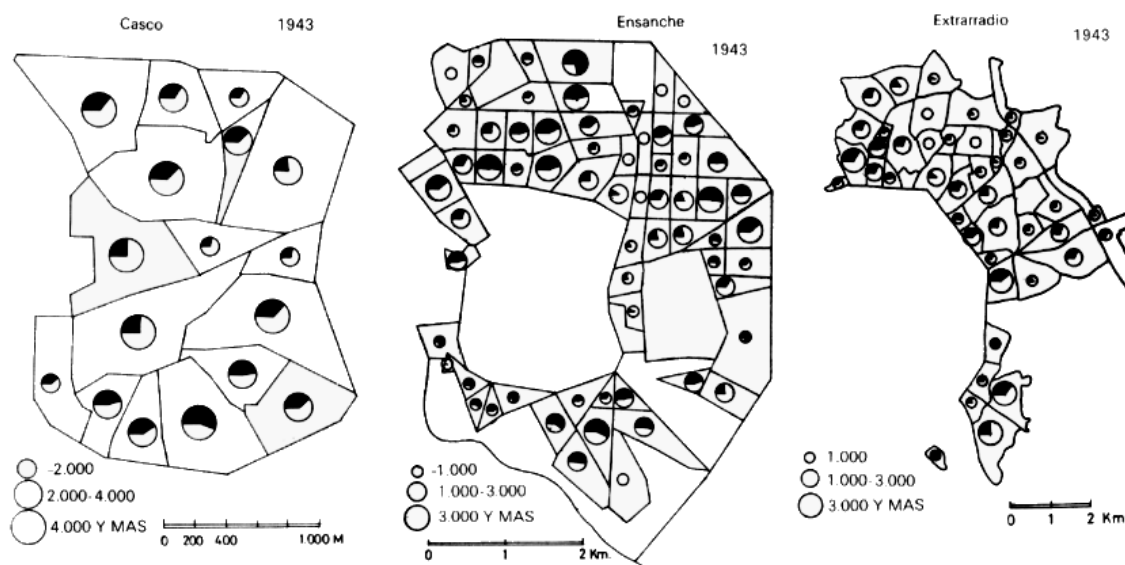 Casco 1943
-2.000
2.000-4.000
4.000 Y MAS
0 200 400 1.000 M
Ensanche
1943
-1.000
1.000-3.000
3.000 Y MAS
0 1 2 Km.
Extrarradio
1943
1.000
1.000-3.000
3.000 Y MAS
0 1 2 Km.